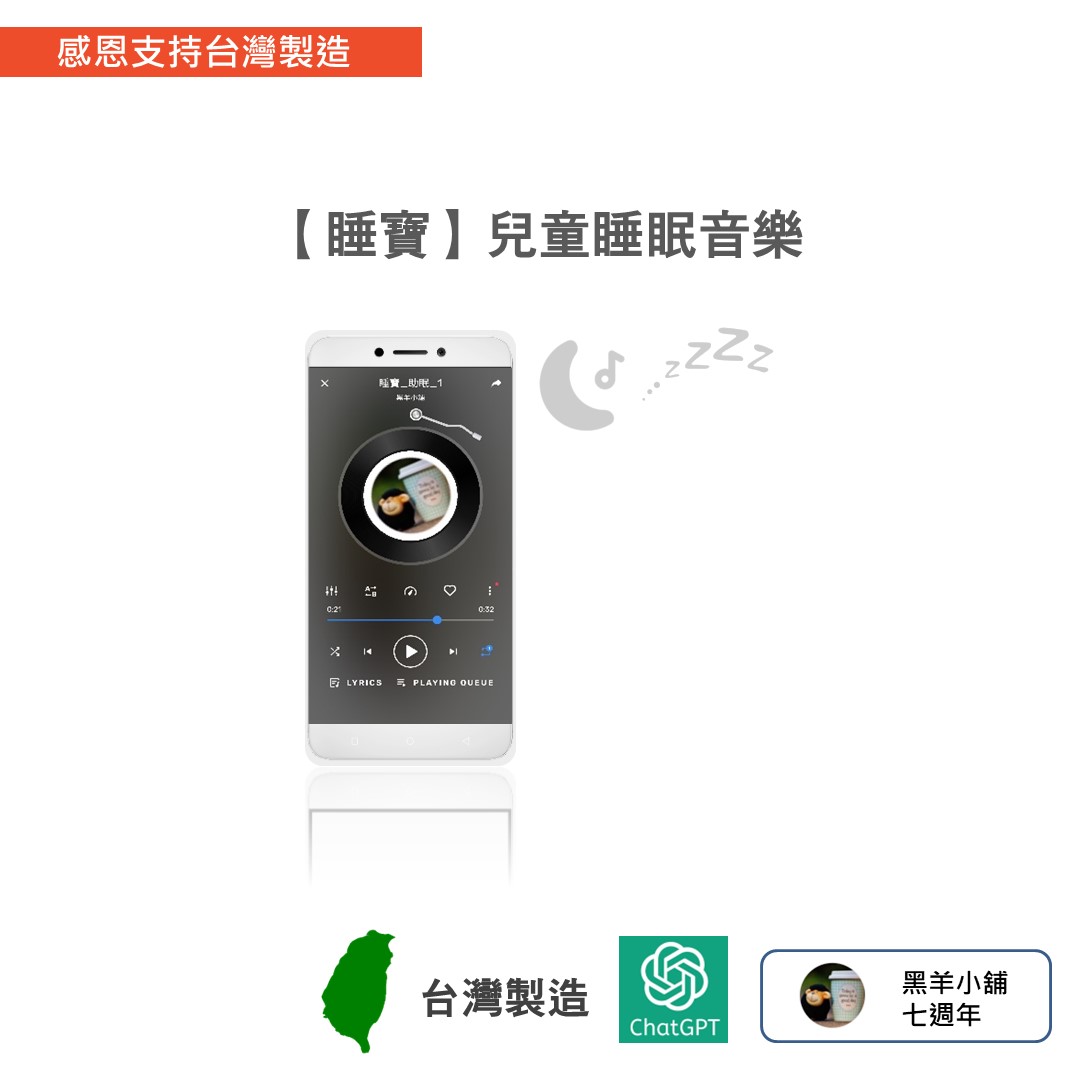 感恩支持台灣製造
【睡寶】兒童睡眠音樂
zzzzz
睡寶_助眠_1
黑羊小舖
A
B
0:21
0:32
LYRICS
PLAYING QUEUE
台灣製造
ChatGPT
黑羊小舖
七週年